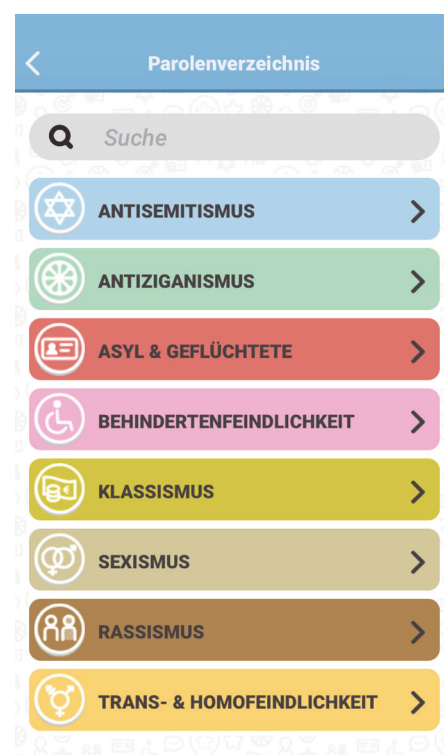 Parolenverzeichnis
Suche
ANTISEMITISMUS
ANTIZIGANISMUS
ASYL & GEFLÜCHTETE
BEHINDERTENFEINDLICHKEIT
KLASSISMUS
SEXISMUS
RASSISMUS
TRANS- & HOMOFEINDLICHKEIT